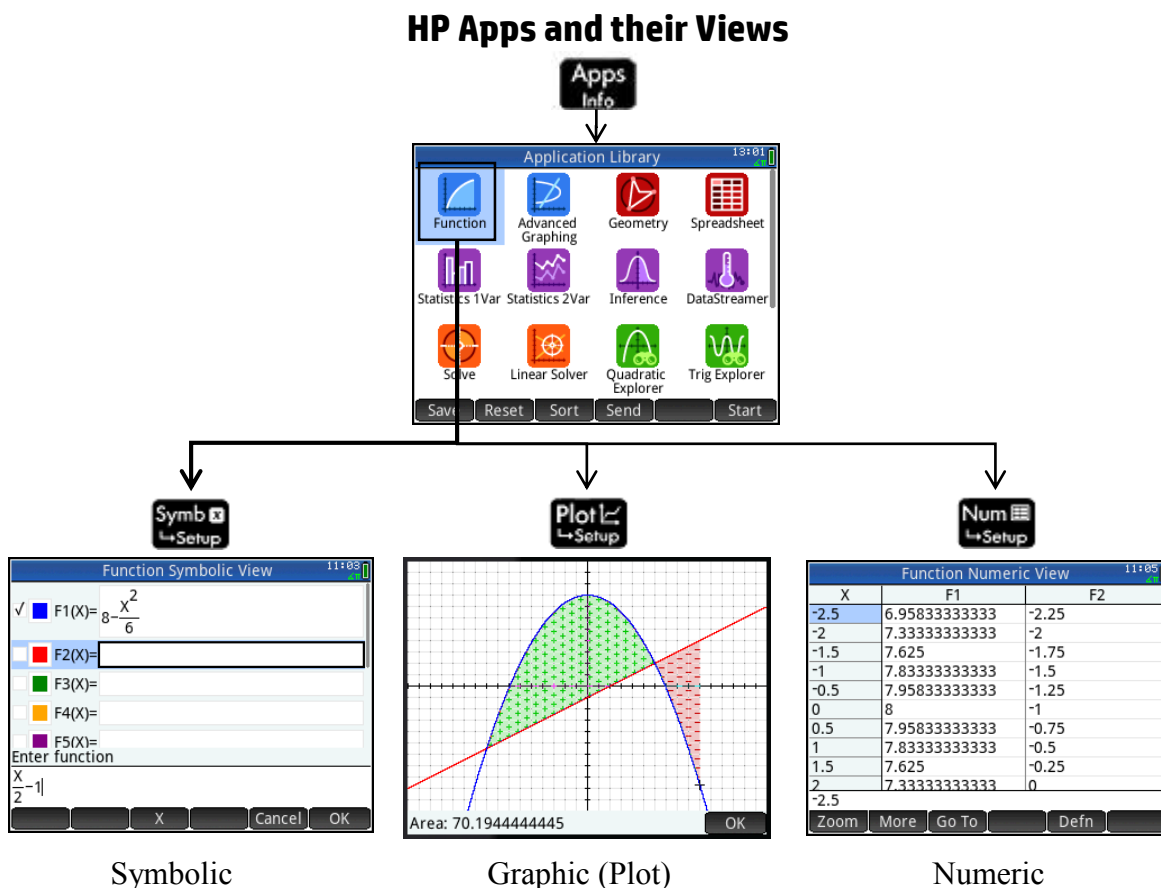 HP Apps and their Views
Apps
Info
Application Library 13:01
∡π
Function Advanced Graphing Geometry Spreadsheet
Statistics 1Var Statistics 2Var Inference DataStreamer
Solve Linear Solver Quadratic Explorer Trig Explorer
Save Reset Sort Send Start
Symb x
↳Setup
Plot
↳Setup
Num
↳Setup
Function Symbolic View 11:03
∡π
√ F1(X)= 8-X²/6
F2(X)=
F3(X)=
F4(X)=
F5(X)=
Enter function
X/2-1
X Cancel OK
Area: 70.1944444445 OK
Function Numeric View 11:05
∡π
X F1 F2
-2.5 6.95833333333 -2.25
-2 7.33333333333 -2
-1.5 7.625 -1.75
-1 7.83333333333 -1.5
-0.5 7.95833333333 -1.25
0 8 -1
0.5 7.95833333333 -0.75
1 7.83333333333 -0.5
1.5 7.625 -0.25
2 7.33333333333 0
-2.5
Zoom More Go To Defn
Symbolic Graphic (Plot) Numeric